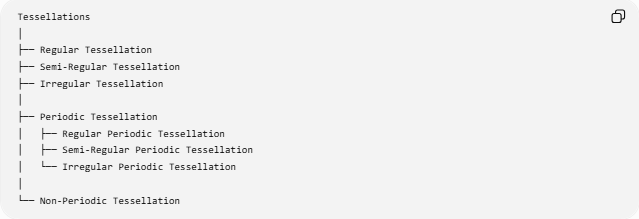 Tessellations
│
├── Regular Tessellation
├── Semi-Regular Tessellation
├── Irregular Tessellation
│
├── Periodic Tessellation
│   ├── Regular Periodic Tessellation
│   ├── Semi-Regular Periodic Tessellation
│   └── Irregular Periodic Tessellation
│
└── Non-Periodic Tessellation